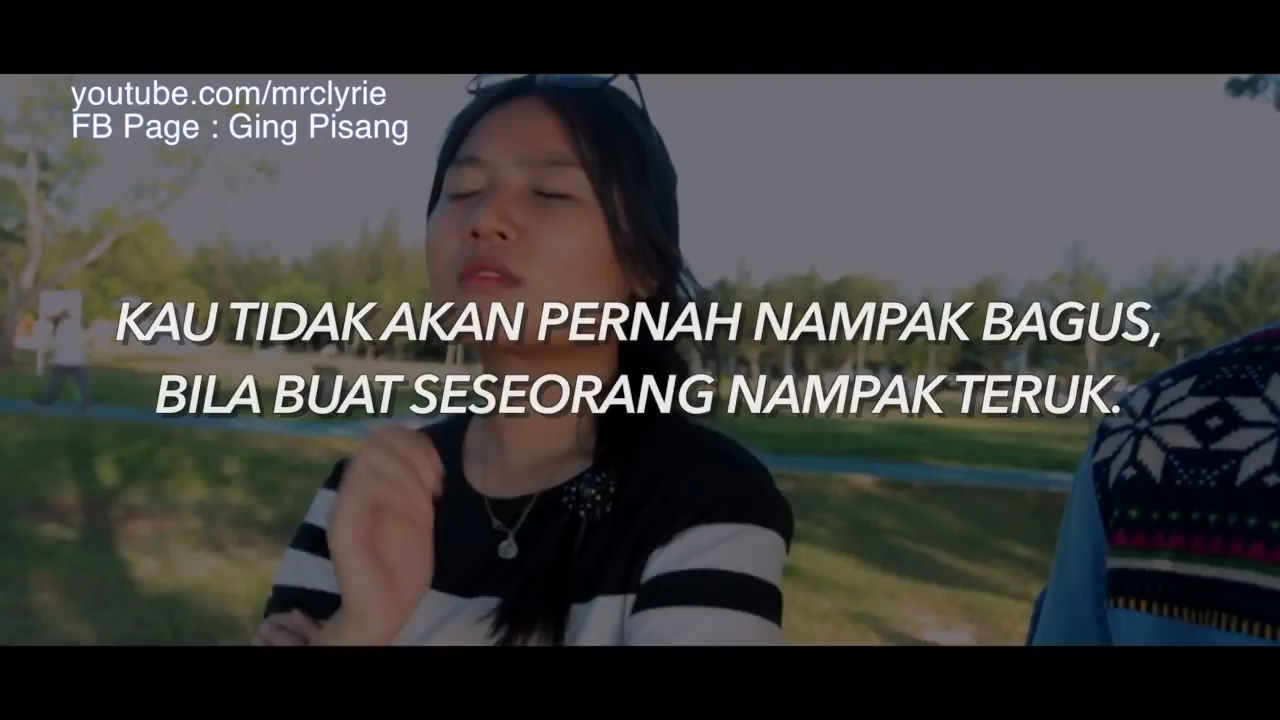 youtube.com/mrclyrie
FB Page : Ging Pisang
KAU TIDAK AKAN PERNAH NAMPAK BAGUS,
BILA BUAT SESEORANG NAMPAK TERUK.